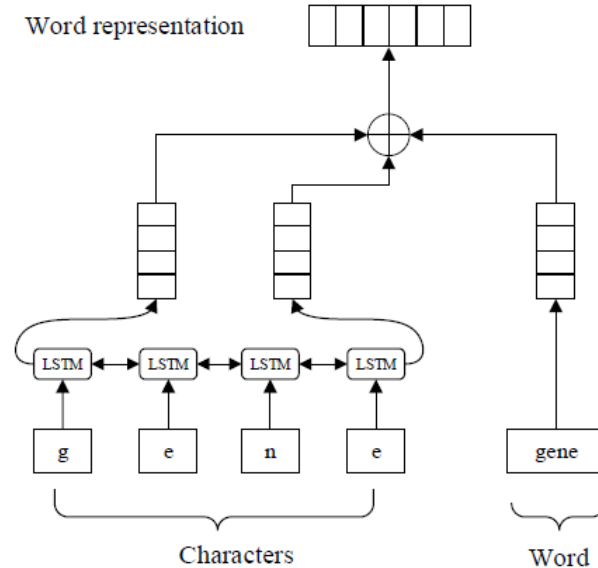 Word representation
LSTM LSTM LSTM LSTM
g e n e gene
Characters Word